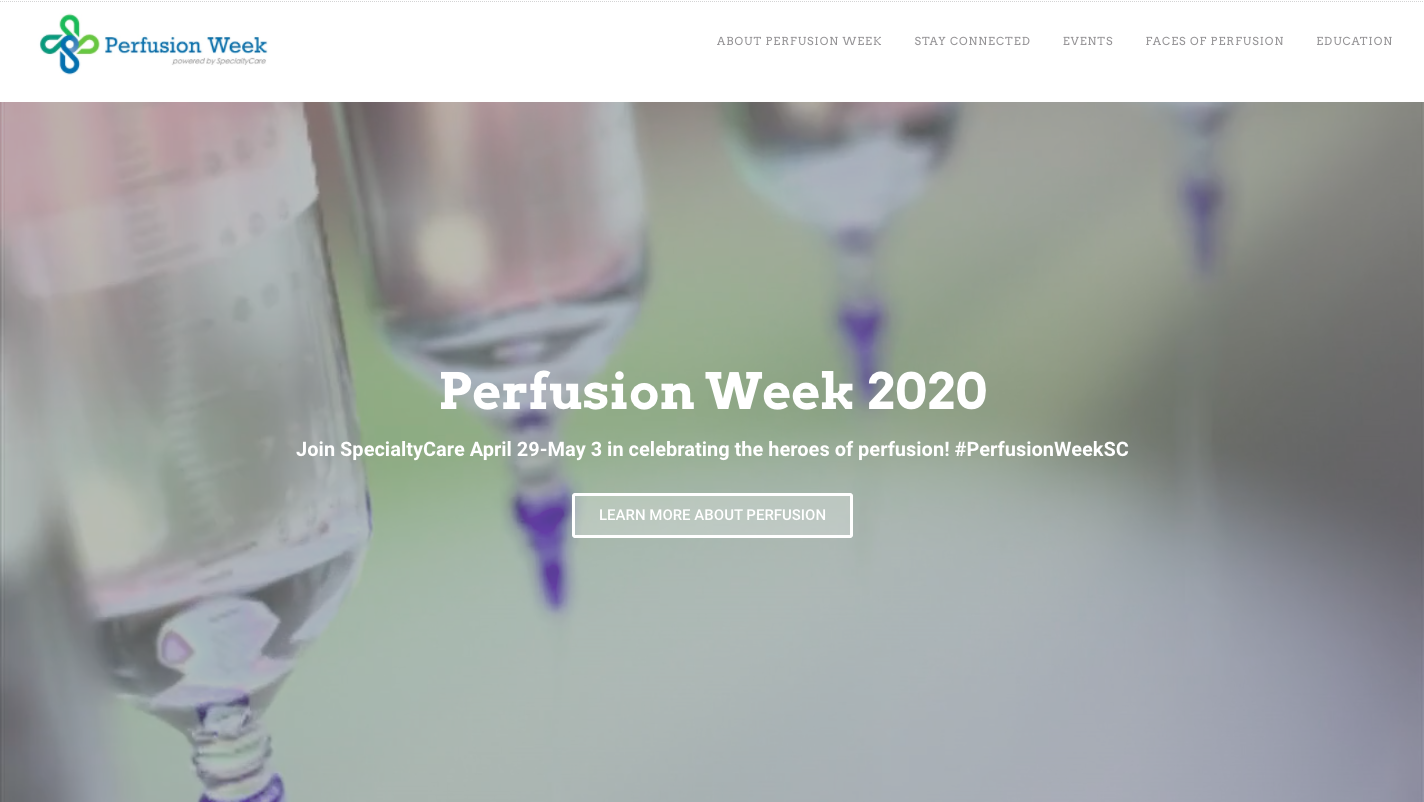 Perfusion Week
powered by SpecialtyCare
ABOUT PERFUSION WEEK STAY CONNECTED EVENTS FACES OF PERFUSION EDUCATION
Perfusion Week 2020
Join SpecialtyCare April 29-May 3 in celebrating the heroes of perfusion! #PerfusionWeekSC
LEARN MORE ABOUT PERFUSION